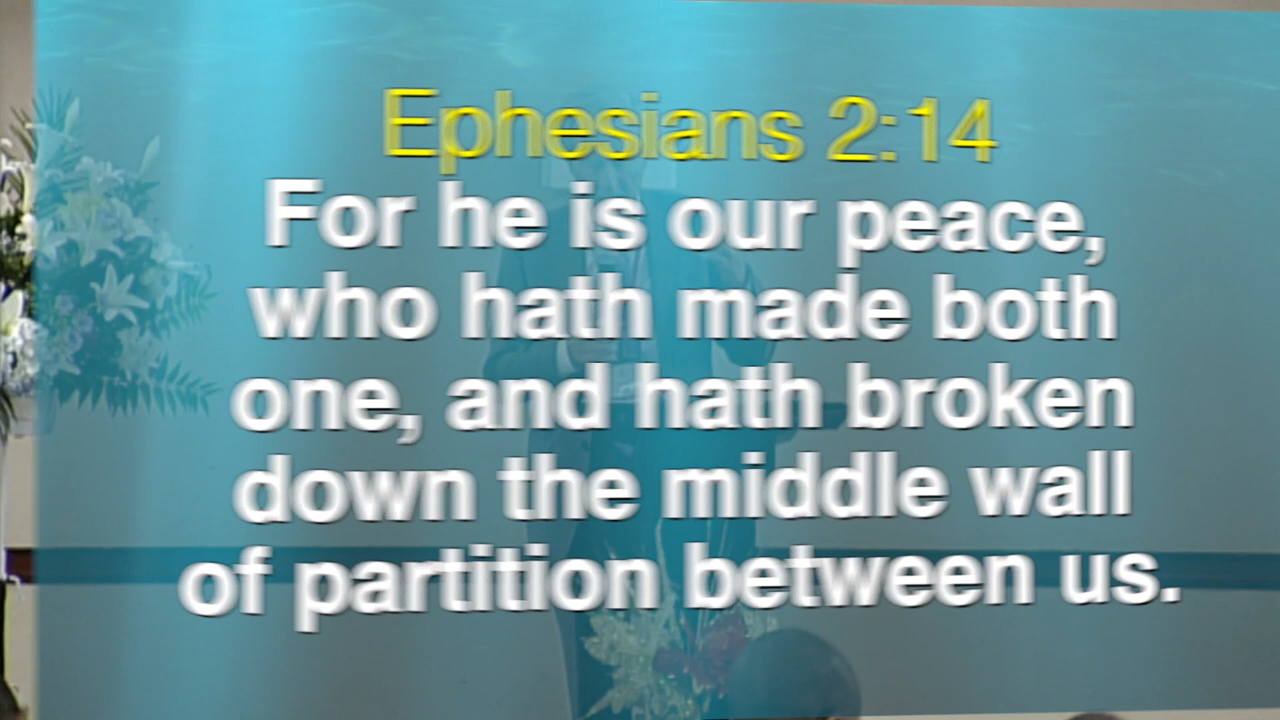 Ephesians 2:14
For he is our peace,
who hath made both
one, and hath broken
down the middle wall
of partition between us.